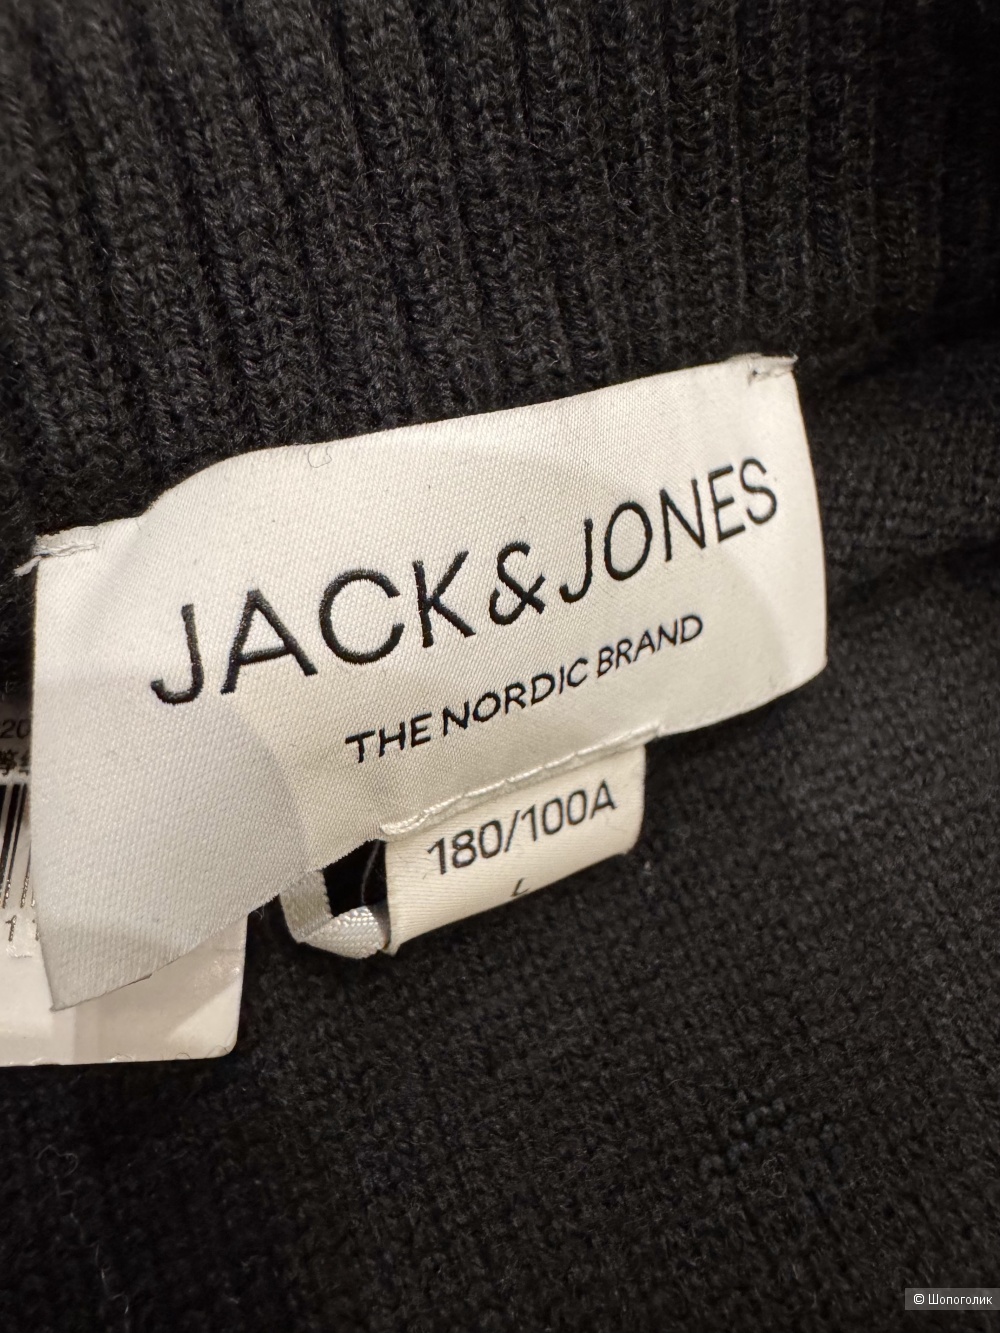 JACK&JONES
THE NORDIC BRAND
180/100A
L
© Шопоголик